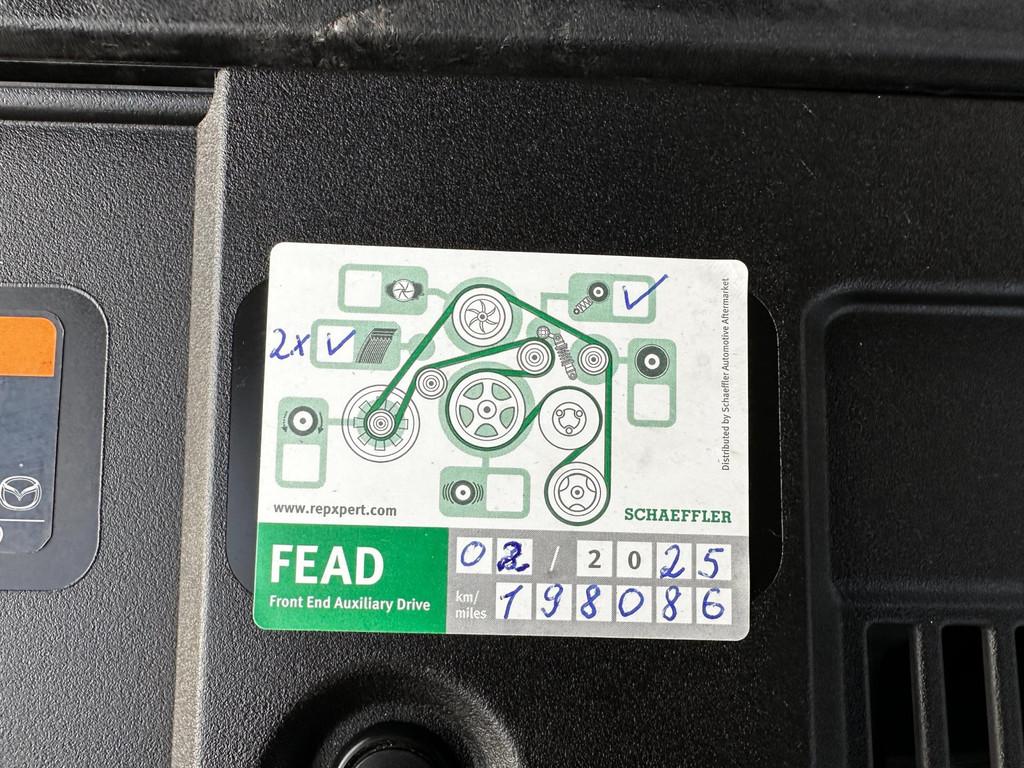 2x ✓
✓
Distributed by Schaeffler Automotive Aftermarket
www.repxpert.com
SCHAEFFLER
FEAD
Front End Auxiliary Drive
02 / 2025
km/
miles
198086